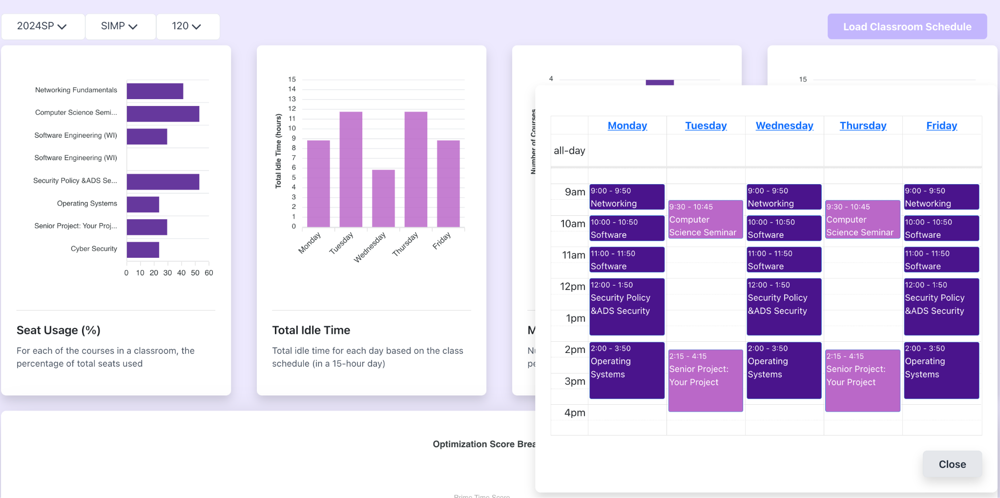 2024SP
SIMP
120
Load Classroom Schedule
Networking Fundamentals
Computer Science Semi...
Software Engineering (WI)
Software Engineering (WI)
Security Policy &ADS Se...
Operating Systems
Senior Project: Your Proj...
Cyber Security
0 10 20 30 40 50 60
Seat Usage (%)
For each of the courses in a classroom, the
percentage of total seats used
Total Idle Time (hours)
15
14
13
12
11
10
9
8
7
6
5
4
3
2
1
0
Monday
Tuesday
Wednesday
Thursday
Friday
Total Idle Time
Total idle time for each day based on the class
schedule (in a 15-hour day)
4
Number of Courses
15
Monday Tuesday Wednesday Thursday Friday
all-day
9am
10am
11am
12pm
1pm
2pm
3pm
4pm
9:00 - 9:50
Networking
10:00 - 10:50
Software
11:00 - 11:50
Software
12:00 - 1:50
Security Policy
&ADS Security
2:00 - 3:50
Operating
Systems
9:30 - 10:45
Computer
Science Seminar
2:15 - 4:15
Senior Project:
Your Project
9:00 - 9:50
Networking
10:00 - 10:50
Software
11:00 - 11:50
Software
12:00 - 1:50
Security Policy
&ADS Security
2:00 - 3:50
Operating
Systems
9:30 - 10:45
Computer
Science Seminar
2:15 - 4:15
Senior Project:
Your Project
9:00 - 9:50
Networking
10:00 - 10:50
Software
11:00 - 11:50
Software
12:00 - 1:50
Security Policy
&ADS Security
2:00 - 3:50
Operating
Systems
Close
Optimization Score Brea
Prime Time Score